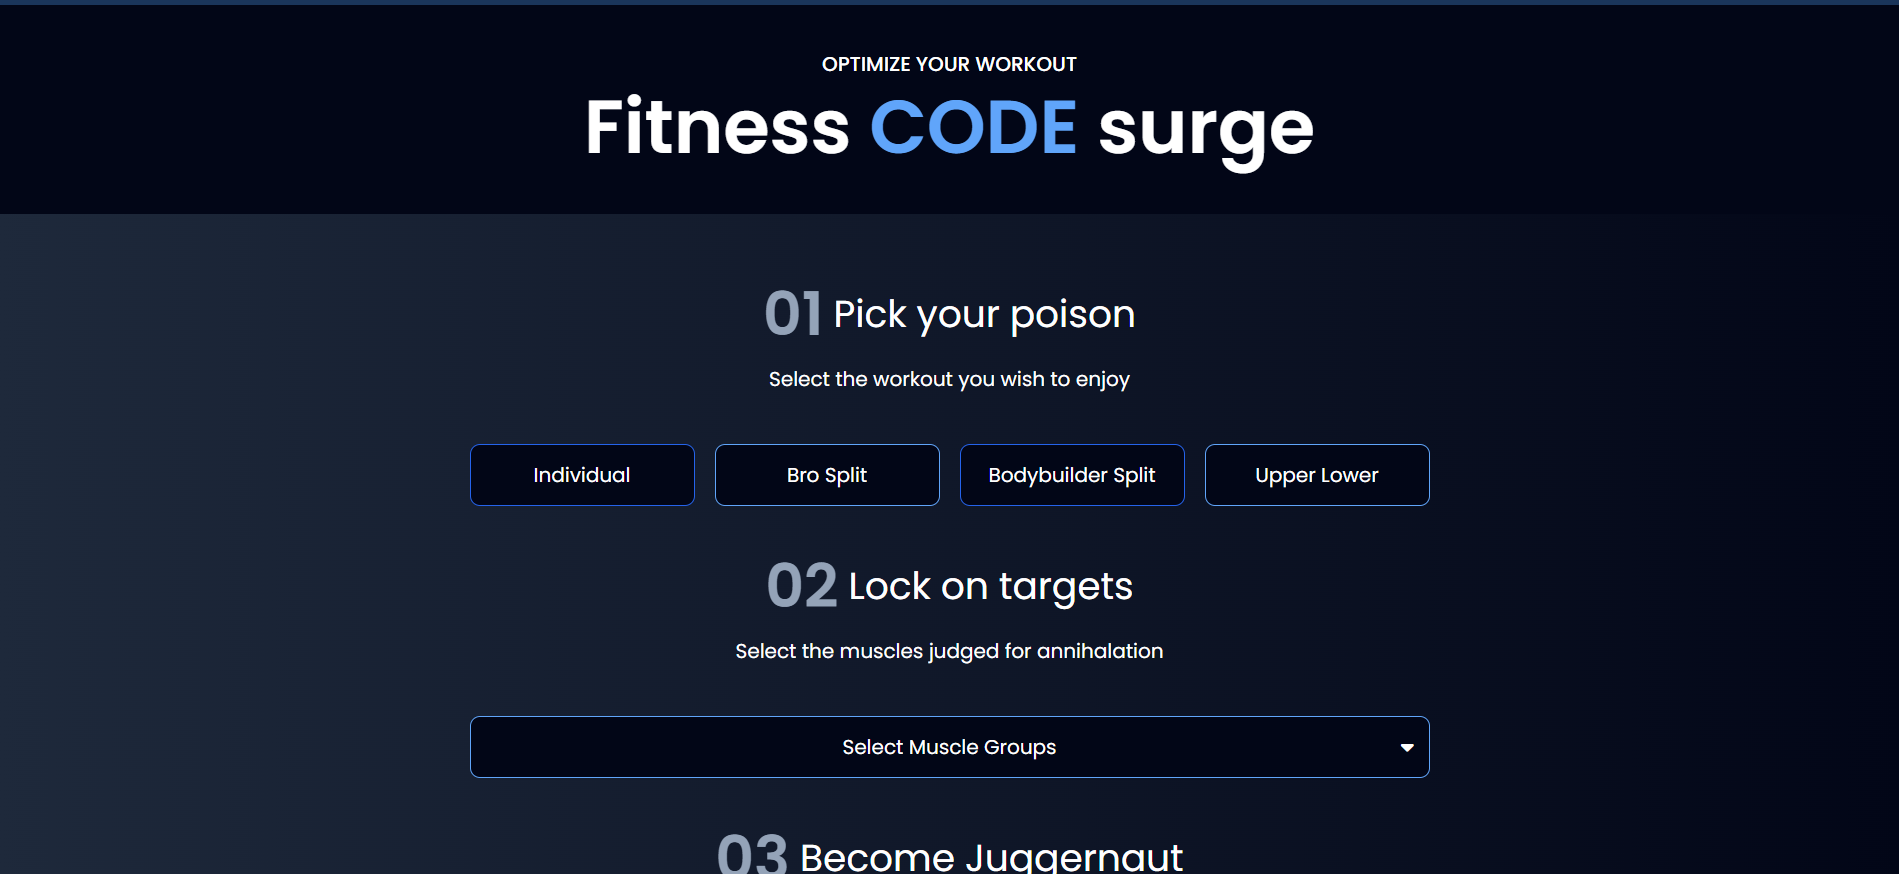 OPTIMIZE YOUR WORKOUT
Fitness CODE surge
01 Pick your poison
Select the workout you wish to enjoy
Individual
Bro Split
Bodybuilder Split
Upper Lower
02 Lock on targets
Select the muscles judged for annihalation
Select Muscle Groups
03 Become Juggernaut